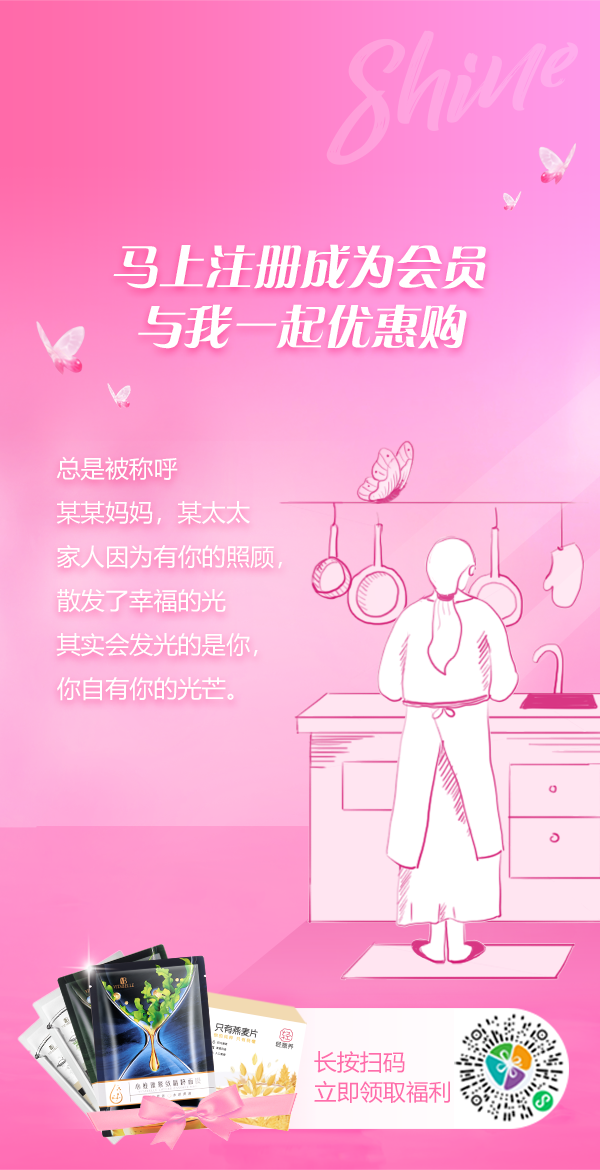 Shine
马上注册成为会员
与我一起优惠购
总是被称呼
某某妈妈，某太太
家人因为有你的照顾，
散发了幸福的光
其实会发光的是你，
你自有你的光芒。
只有燕麦片
长按扫码
立即领取福利